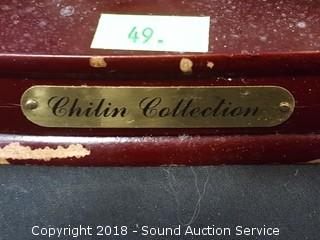 49.
Chilin Collection
Copyright 2018 - Sound Auction Service